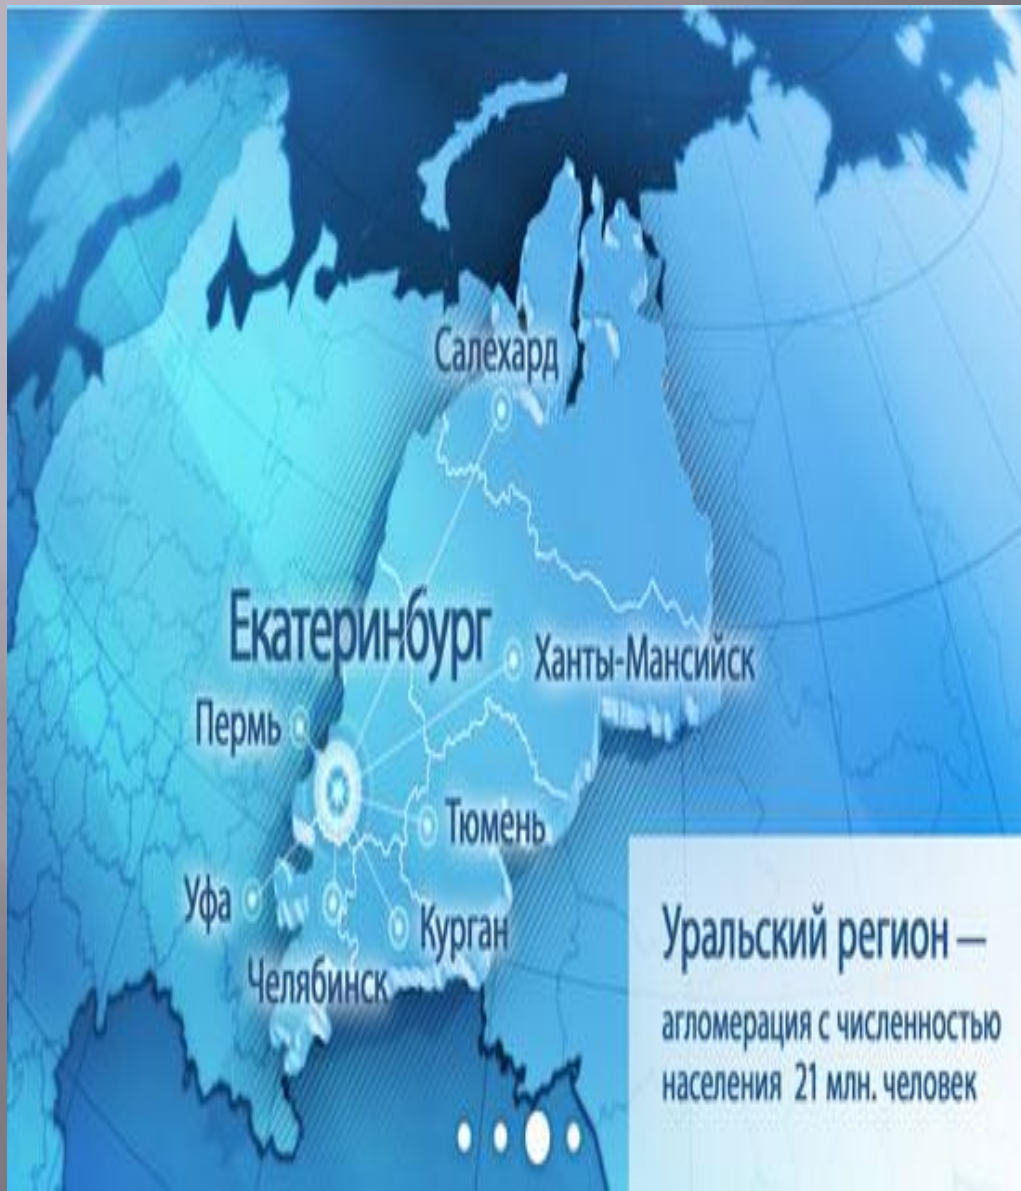 Салехард
Екатеринбург
Ханты-Мансийск
Пермь
Тюмень
Уфа
Курган
Челябинск
Уральский регион —
агломерация с численностью
населения 21 млн. человек